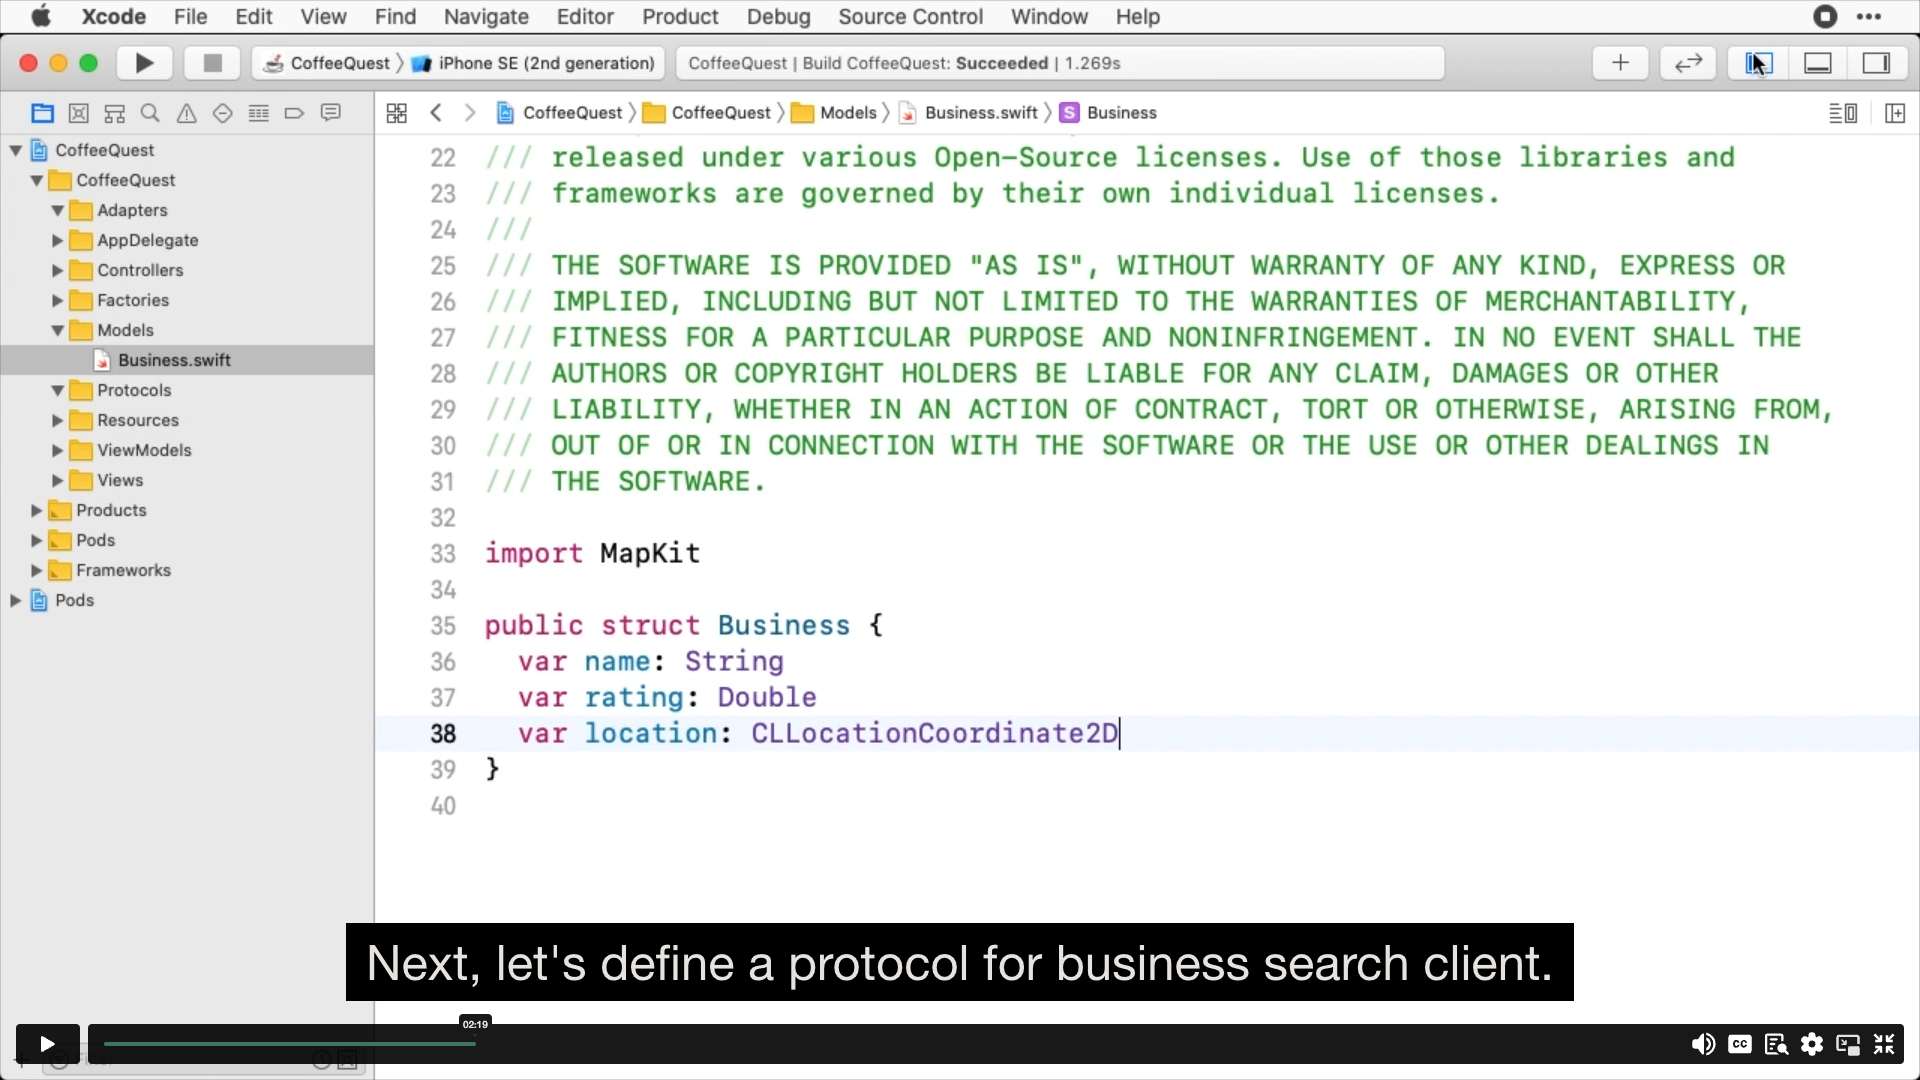 Xcode File Edit View Find Navigate Editor Product Debug Source Control Window Help
CoffeeQuest iPhone SE (2nd generation) CoffeeQuest | Build CoffeeQuest: Succeeded | 1.269s
CoffeeQuest CoffeeQuest Models Business.swift S Business
CoffeeQuest
CoffeeQuest
Adapters
AppDelegate
Controllers
Factories
Models
Business.swift
Protocols
Resources
ViewModels
Views
Products
Pods
Frameworks
Pods
22 /// released under various Open-Source licenses. Use of those libraries and
23 /// frameworks are governed by their own individual licenses.
24 ///
25 /// THE SOFTWARE IS PROVIDED "AS IS", WITHOUT WARRANTY OF ANY KIND, EXPRESS OR
26 /// IMPLIED, INCLUDING BUT NOT LIMITED TO THE WARRANTIES OF MERCHANTABILITY,
27 /// FITNESS FOR A PARTICULAR PURPOSE AND NONINFRINGEMENT. IN NO EVENT SHALL THE
28 /// AUTHORS OR COPYRIGHT HOLDERS BE LIABLE FOR ANY CLAIM, DAMAGES OR OTHER
29 /// LIABILITY, WHETHER IN AN ACTION OF CONTRACT, TORT OR OTHERWISE, ARISING FROM,
30 /// OUT OF OR IN CONNECTION WITH THE SOFTWARE OR THE USE OR OTHER DEALINGS IN
31 /// THE SOFTWARE.
32
33 import MapKit
34
35 public struct Business {
36 var name: String
37 var rating: Double
38 var location: CLLocationCoordinate2D
39 }
40
Next, let's define a protocol for business search client.
02:19
CC